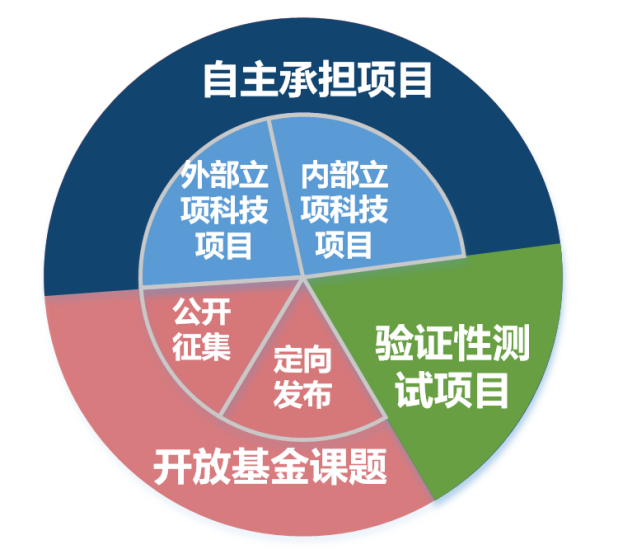 自主承担项目
外部立
项科技
项目
内部立
项科技
项目
公开
征集
定向
发布
验证性测
试项目
开放基金课题